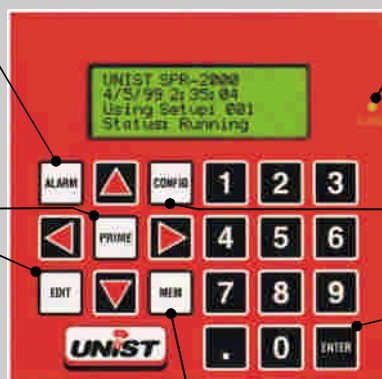 UNIST SPR-2000
4/5/99 2:35:04
Using Setup: 001
Status: Running
ALARM CONFIG 1 2 3
PRIME 4 5 6
EDIT MEM 7 8 9
UNIST . 0 ENTER